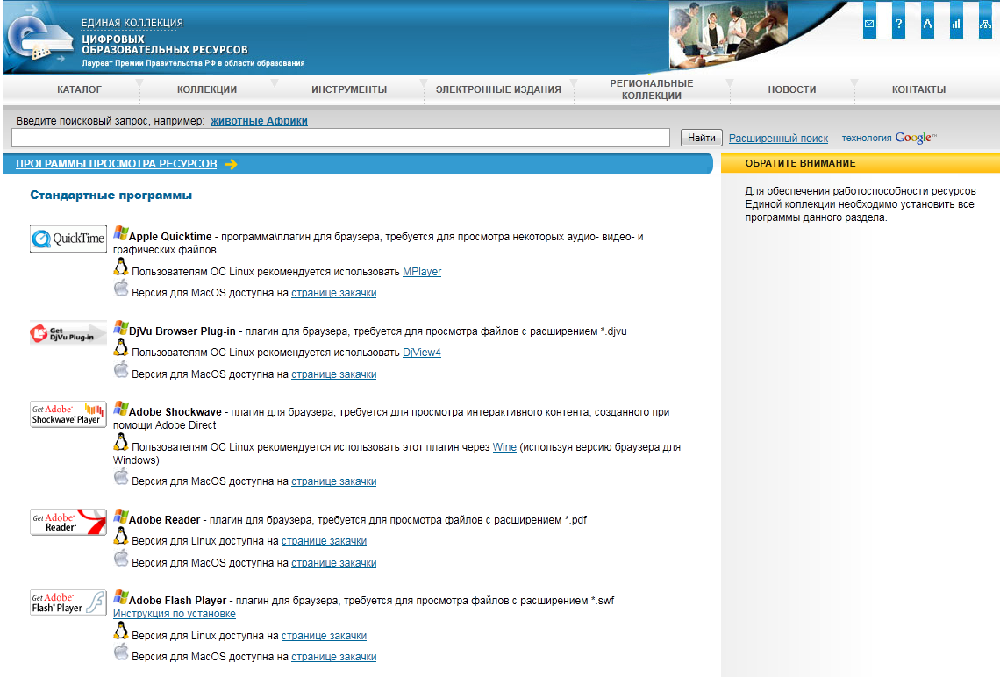 ЕДИНАЯ КОЛЛЕКЦИЯ
ЦИФРОВЫХ
ОБРАЗОВАТЕЛЬНЫХ РЕСУРСОВ
Лауреат Премии Правительства РФ в области образования
? A
КАТАЛОГ КОЛЛЕКЦИИ ИНСТРУМЕНТЫ ЭЛЕКТРОННЫЕ ИЗДАНИЯ РЕГИОНАЛЬНЫЕ КОЛЛЕКЦИИ НОВОСТИ КОНТАКТЫ
Введите поисковый запрос, например: животные Африки
Найти Расширенный поиск технология Google™
ПРОГРАММЫ ПРОСМОТРА РЕСУРСОВ
Стандартные программы
QuickTime
Apple Quicktime - программа\плагин для браузера, требуется для просмотра некоторых аудио- видео- и
графических файлов
Пользователям ОС Linux рекомендуется использовать MPlayer
Версия для MacOS доступна на странице закачки
Get
DjVu Plug-in
DjVu Browser Plug-in - плагин для браузера, требуется для просмотра файлов с расширением *.djvu
Пользователям ОС Linux рекомендуется использовать DjView4
Версия для MacOS доступна на странице закачки
Get Adobe®
Shockwave® Player
Adobe Shockwave - плагин для браузера, требуется для просмотра интерактивного контента, созданного при
помощи Adobe Direct
Пользователям ОС Linux рекомендуется использовать этот плагин через Wine (используя версию браузера для
Windows)
Версия для MacOS доступна на странице закачки
Get Adobe®
Reader®
Adobe Reader - плагин для браузера, требуется для просмотра файлов с расширением *.pdf
Версия для Linux доступна на странице закачки
Версия для MacOS доступна на странице закачки
Get Adobe®
Flash® Player
Adobe Flash Player - плагин для браузера, требуется для просмотра файлов с расширением *.swf
Инструкция по установке
Версия для Linux доступна на странице закачки
Версия для MacOS доступна на странице закачки
ОБРАТИТЕ ВНИМАНИЕ
Для обеспечения работоспособности ресурсов
Единой коллекции необходимо установить все
программы данного раздела.